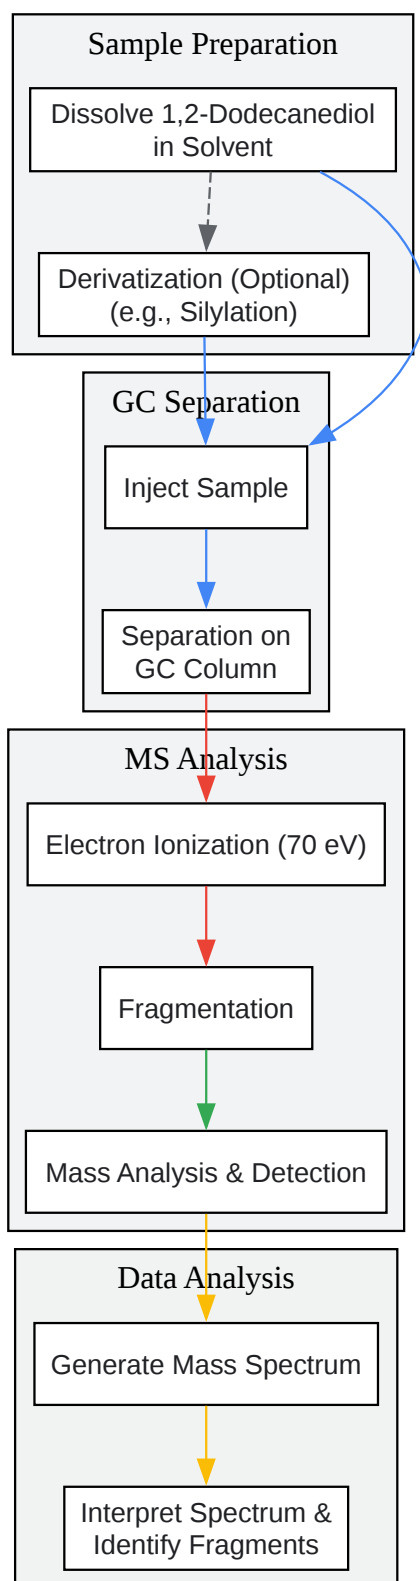 Sample Preparation
Dissolve 1,2-Dodecanediol
in Solvent
Derivatization (Optional)
(e.g., Silylation)
GC Separation
Inject Sample
Separation on
GC Column
MS Analysis
Electron Ionization (70 eV)
Fragmentation
Mass Analysis & Detection
Data Analysis
Generate Mass Spectrum
Interpret Spectrum &
Identify Fragments